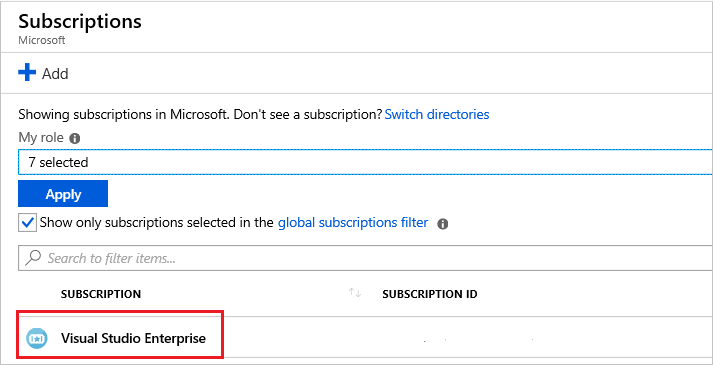 Subscriptions
Microsoft
Add
Showing subscriptions in Microsoft. Don't see a subscription? Switch directories
My role
7 selected
Apply
Show only subscriptions selected in the global subscriptions filter
Search to filter items...
SUBSCRIPTION SUBSCRIPTION ID
Visual Studio Enterprise